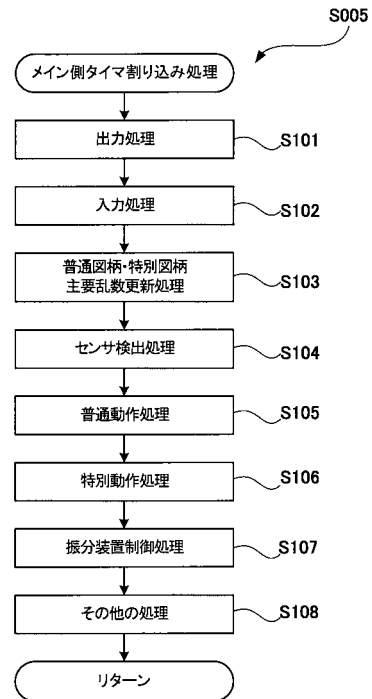 S005
メイン側タイマ割り込み処理
出力処理
S101
入力処理
S102
普通図柄・特別図柄
主要乱数更新処理
S103
センサ検出処理
S104
普通動作処理
S105
特別動作処理
S106
振分装置制御処理
S107
その他の処理
S108
リターン